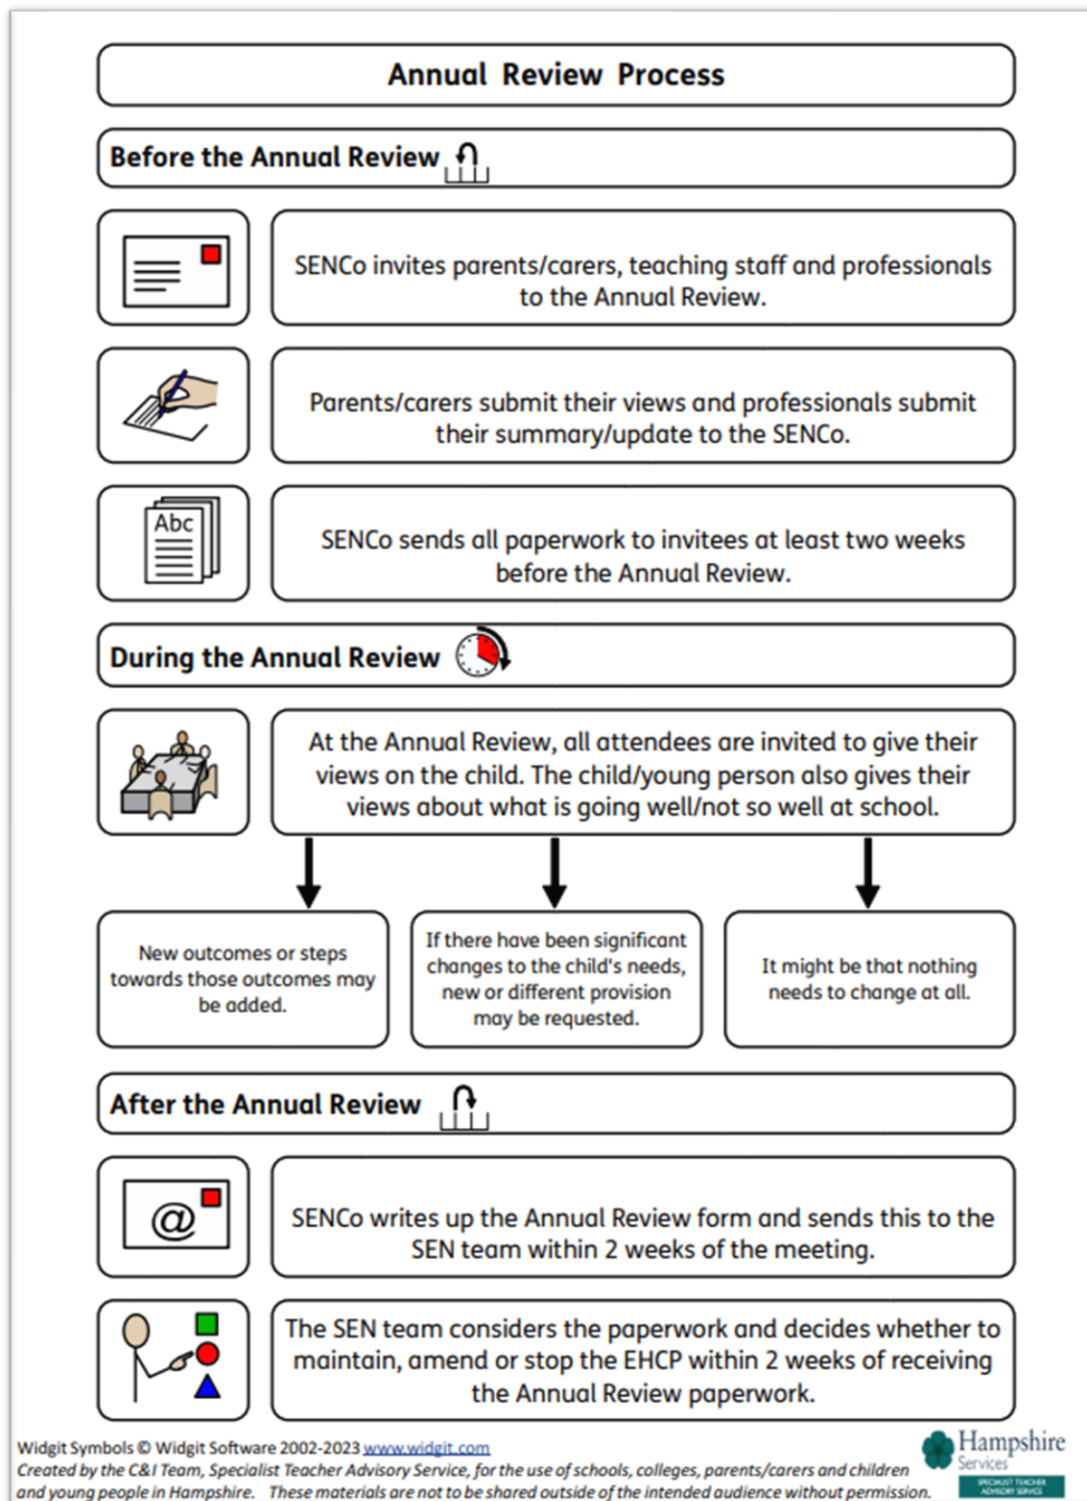 Annual Review Process
Before the Annual Review
SENCo invites parents/carers, teaching staff and professionals
to the Annual Review.
Parents/carers submit their views and professionals submit
their summary/update to the SENCo.
Abc
SENCo sends all paperwork to invitees at least two weeks
before the Annual Review.
During the Annual Review
At the Annual Review, all attendees are invited to give their
views on the child. The child/young person also gives their
views about what is going well/not so well at school.
New outcomes or steps
towards those outcomes may
be added.
If there have been significant
changes to the child's needs,
new or different provision
may be requested.
It might be that nothing
needs to change at all.
After the Annual Review
@
SENCo writes up the Annual Review form and sends this to the
SEN team within 2 weeks of the meeting.
The SEN team considers the paperwork and decides whether to
maintain, amend or stop the EHCP within 2 weeks of receiving
the Annual Review paperwork.
Widgit Symbols © Widgit Software 2002-2023 www.widgit.com
Created by the C&I Team, Specialist Teacher Advisory Service, for the use of schools, colleges, parents/carers and children
and young people in Hampshire. These materials are not to be shared outside of the intended audience without permission.
Hampshire
Services
SPECIALIST TEACHER
ADVISORY SERVICE